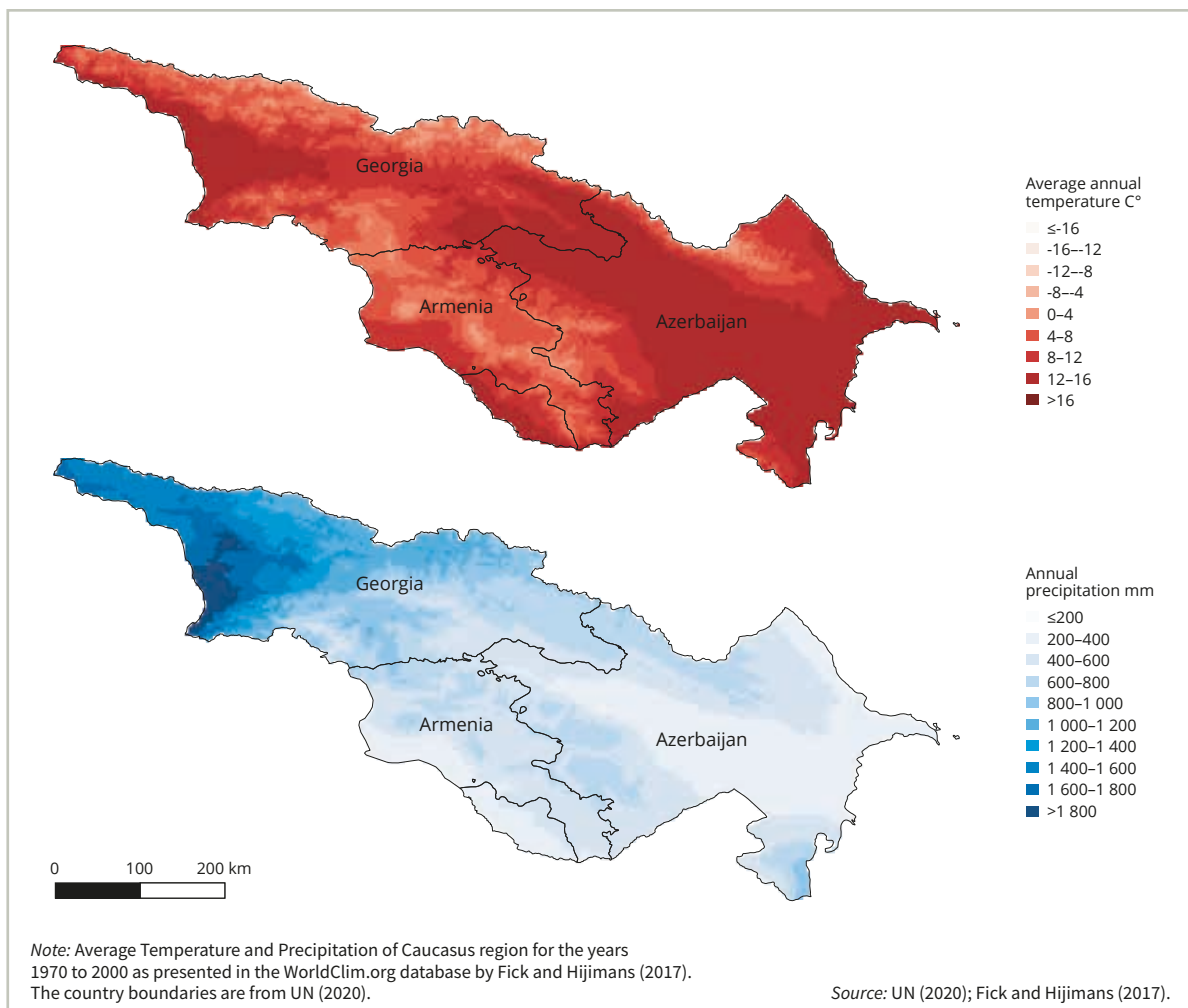 Georgia
Armenia
Azerbaijan
Average annual
temperature C°
≤-16
-16–-12
-12–-8
-8–-4
0–4
4–8
8–12
12–16
>16
Georgia
Armenia
Azerbaijan
Annual
precipitation mm
≤200
200–400
400–600
600–800
800–1 000
1 000–1 200
1 200–1 400
1 400–1 600
1 600–1 800
>1 800
0 100 200 km
Note: Average Temperature and Precipitation of Caucasus region for the years
1970 to 2000 as presented in the WorldClim.org database by Fick and Hijimans (2017).
The country boundaries are from UN (2020).
Source: UN (2020); Fick and Hijimans (2017).